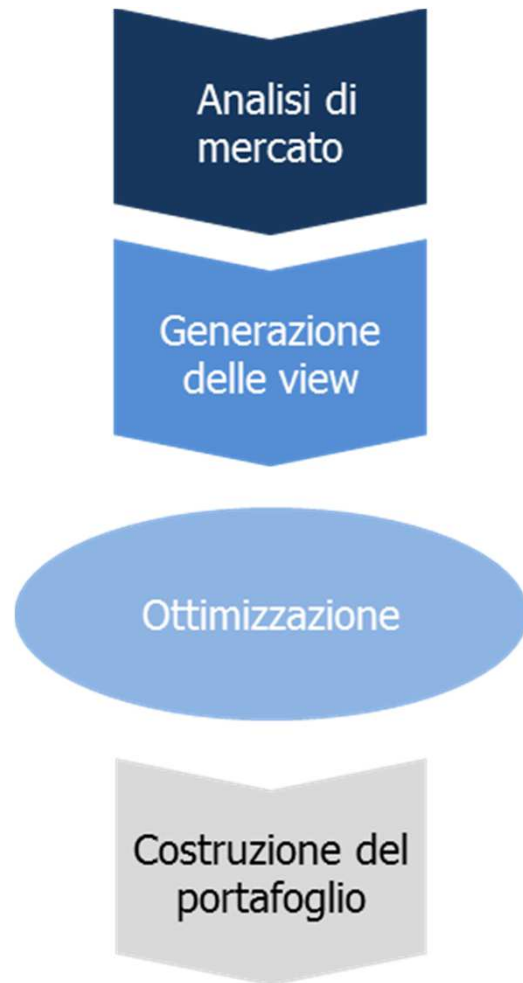 Analisi di
mercato
Generazione
delle view
Ottimizzazione
Costruzione del
portafoglio